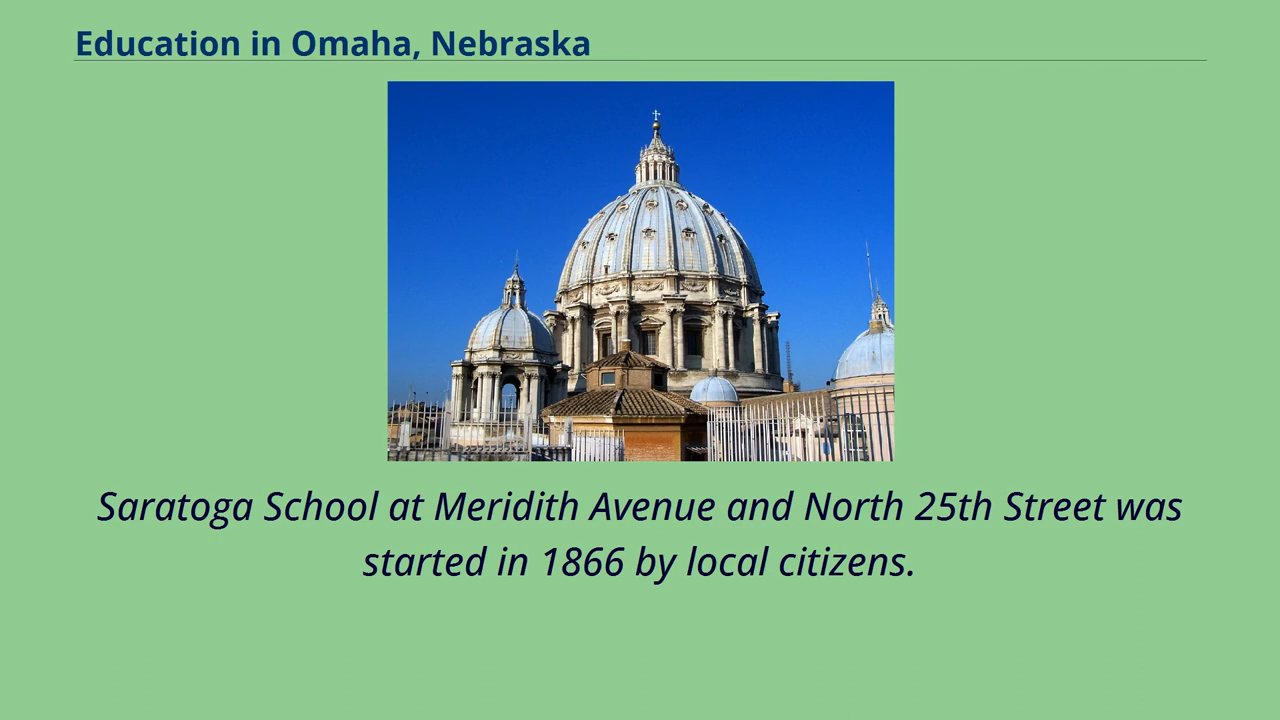 Education in Omaha, Nebraska
Saratoga School at Meridith Avenue and North 25th Street was
started in 1866 by local citizens.